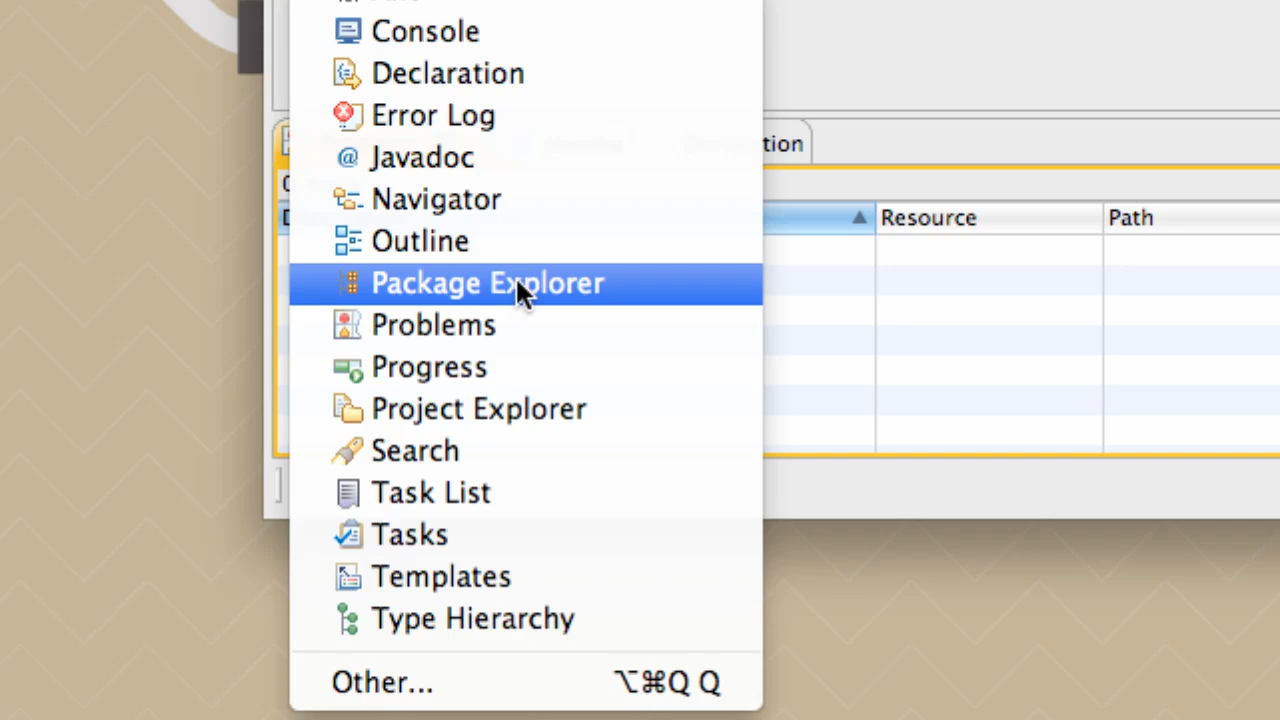 Console
Declaration
Error Log
Javadoc
tion
Navigator
Resource
Path
Outline
Package Explorer
Problems
Progress
Project Explorer
Search
Task List
Tasks
Templates
Type Hierarchy
Other... ⌥⌘Q Q